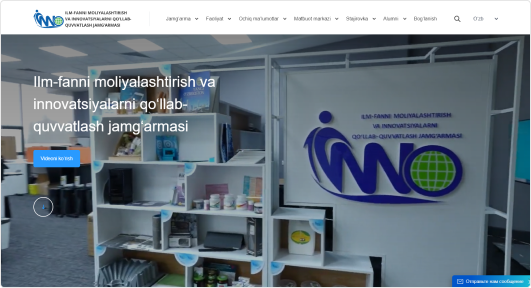 ILM-FANNI MOLIYALASHTIRISH
VA INNOVATSIYALARNI QO'LLAB-
QUVVATLASH JAMG'ARMASI
Jamg'arma Faoliyat Ochiq ma'lumotlar Matbuot markazi Stajirovka Alumni Bog'lanish O'zb
Ilm-fanni moliyalashtirish va
innovatsiyalarni qo'llab-
quvvatlash jamg'armasi
Videoni ko'rish
ILM-FANNI MOLIYALASHTIRISH
VA INNOVATSIYALARNI
QO'LLAB-QUVVATLASH JAMG'ARMASI
INNO
Отправьте нам сообщение